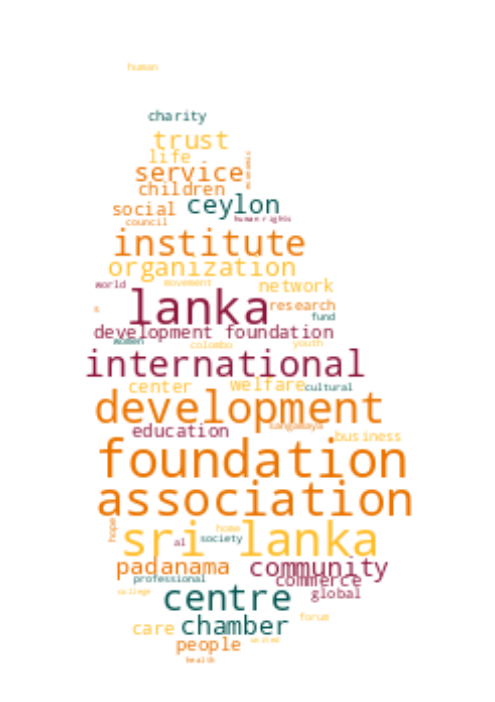 human
charity
trust
life
economic
service
children
social ceylon
council human rights
institute
organization
world movement network
lanka research
s fund
development foundation
women colombo youth
international
center welfare cultural
development
education sangamaya business
foundation
association
hope home
sri lanka
al society
padanama community
professional commerce
college centre global
care chamber forum
people united
health